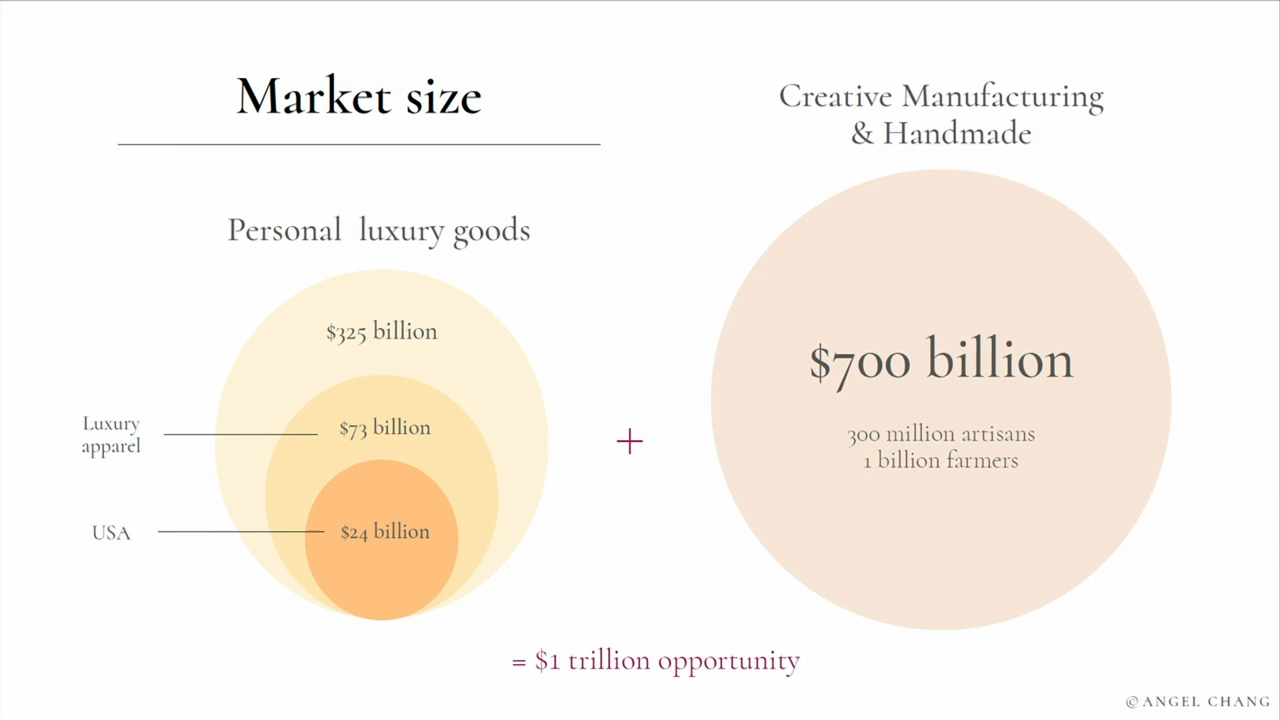 Market size
Personal luxury goods
$325 billion
Luxury
apparel
$73 billion
USA
$24 billion
+
Creative Manufacturing
& Handmade
$700 billion
300 million artisans
1 billion farmers
= $1 trillion opportunity
©ANGEL CHANG